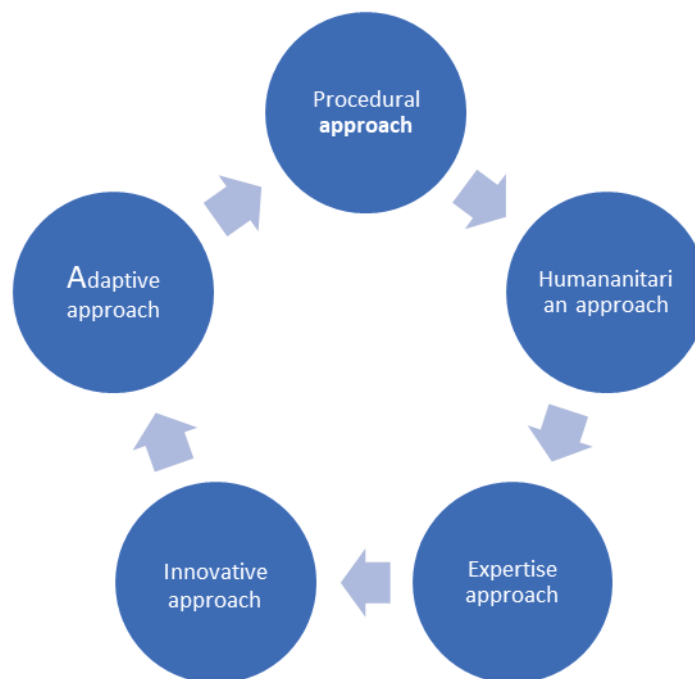 Procedural
approach
Humananitari
an approach
Expertise
approach
Innovative
approach
Adaptive
approach